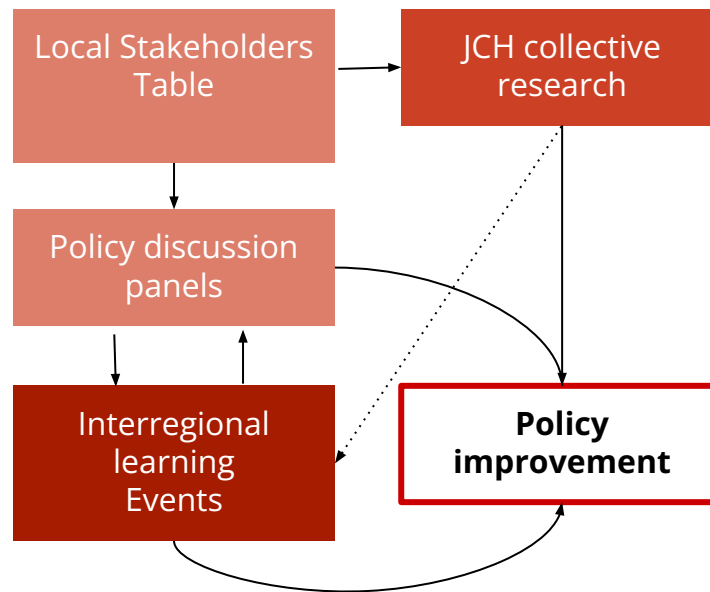 Local Stakeholders
Table
JCH collective
research
Policy discussion
panels
Interregional
learning
Events
Policy
improvement